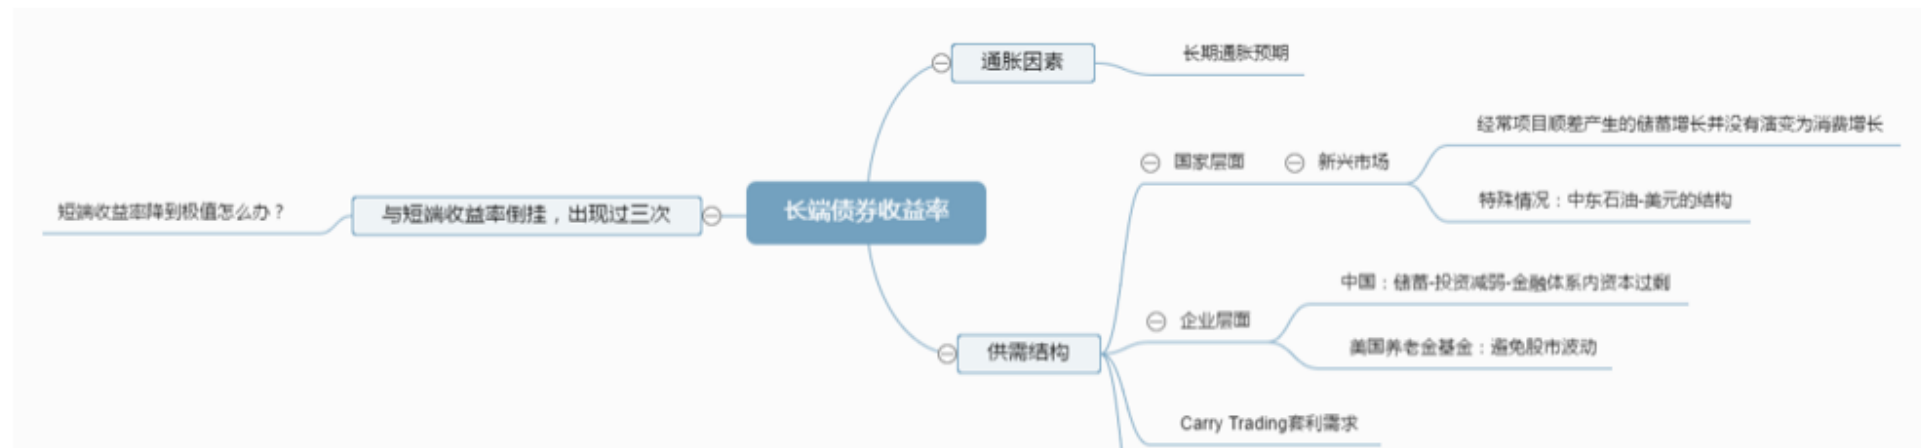 通胀因素
长期通胀预期
经常项目顺差产生的储蓄增长并没有演变为消费增长
国家层面
新兴市场
特殊情况：中东石油-美元的结构
短端收益率降到极值怎么办？
与短端收益率倒挂，出现过三次
长端债券收益率
中国：储蓄-投资减弱-金融体系内资本过剩
企业层面
美国养老金基金：避免股市波动
供需结构
Carry Trading套利需求